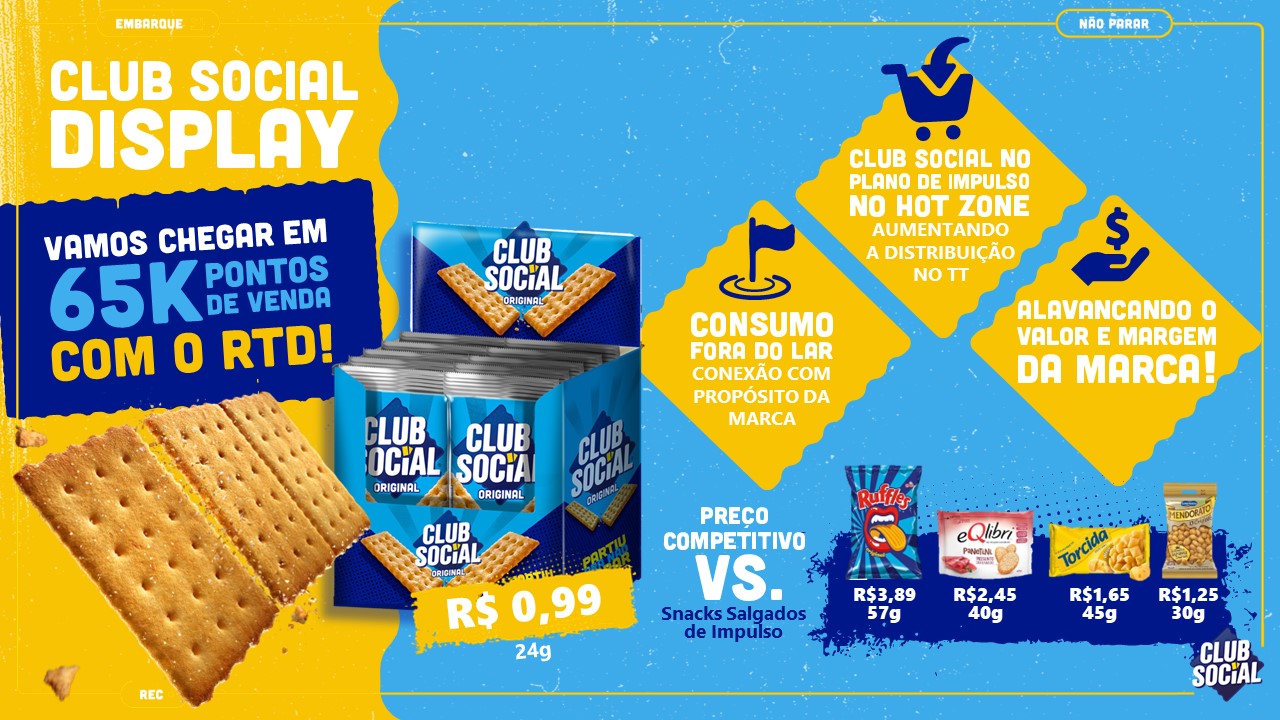 EMBARQUE
NÃO PARAR
CLUB SOCIAL
DISPLAY
VAMOS CHEGAR EM
65K PONTOS
DE VENDA
COM O RTD!
CLUB
SOCIAL
ORIGINAL
CLUB
SOCIAL
ORIGINAL
CLUB
SOCIA
ORIGINAL
CLUB
SOCIAL
ORIGINAL
CLUB
SOCIAL
ORIGINAL
PARTIU
R$ 0,99
24g
CLUB SOCIAL NO
PLANO DE IMPULSO
NO HOT ZONE
AUMENTANDO
A DISTRIBUIÇÃO
NO TT
CONSUMO
FORA DO LAR
CONEXÃO COM
PROPÓSITO DA
MARCA
ALAVANCANDO O
VALOR E MARGEM
DA MARCA!
PREÇO
COMPETITIVO
VS.
Snacks Salgados
de Impulso
Ruffles
eQlibri
PANETINI
Torcida
MENDORATO
R$3,89
57g
R$2,45
40g
R$1,65
45g
R$1,25
30g
CLUB
SOCIAL
REC